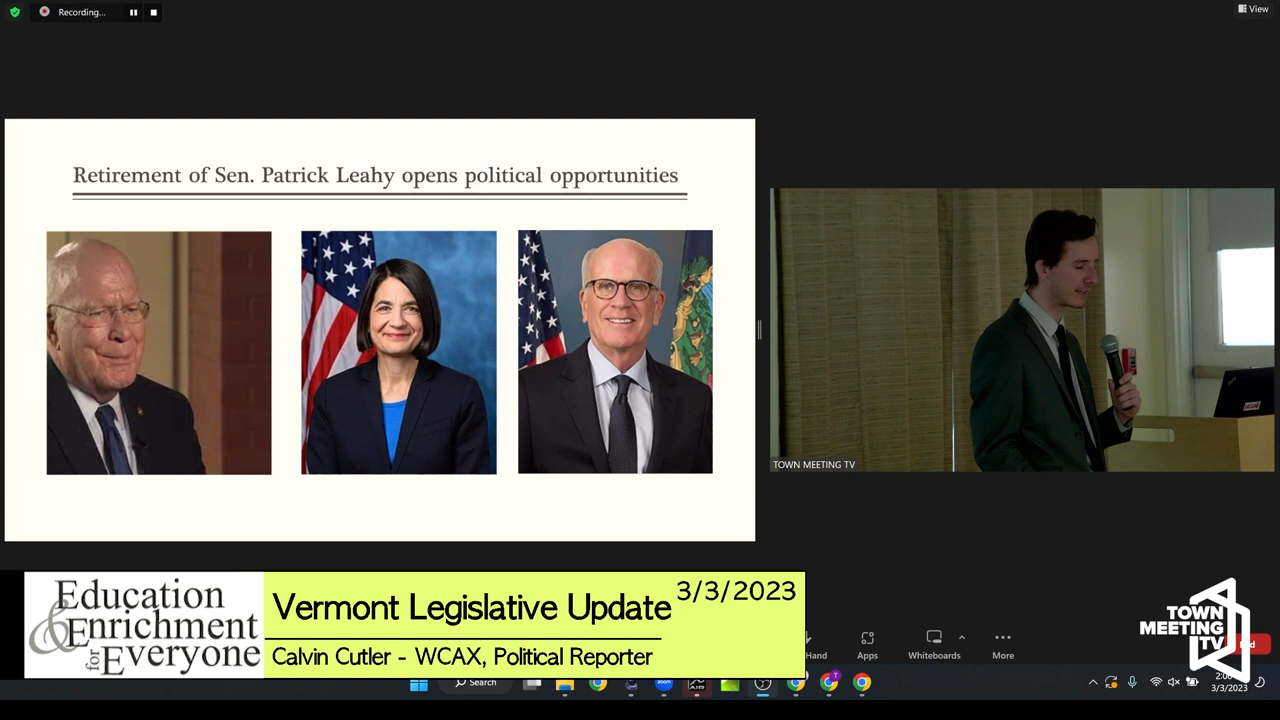 Recording...
View
Retirement of Sen. Patrick Leahy opens political opportunities
TOWN MEETING TV
Education
& Enrichment
for Everyone
Vermont Legislative Update
3/3/2023
Calvin Cutler - WCAX, Political Reporter
Hand
Apps
Whiteboards
More
TOWN
MEETING
TV
Search
3/3/2023